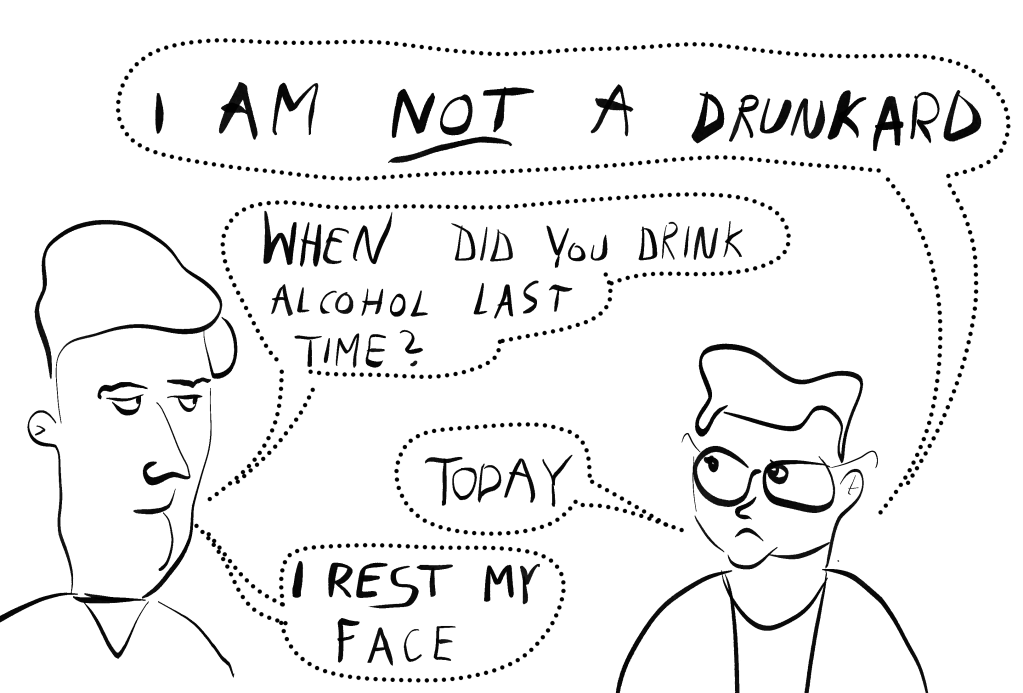 I AM NOT A DRUNKARD
WHEN DID YOU DRINK
ALCOHOL LAST
TIME?
TODAY
I REST MY
FACE